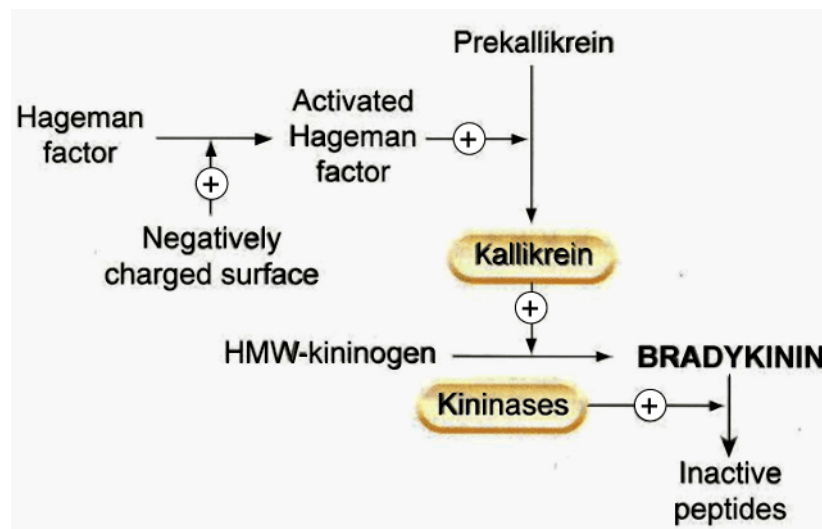 Prekallikrein
Hageman
factor
Activated
Hageman
factor
+
+
Negatively
charged surface
Kallikrein
+
HMW-kininogen
BRADYKININ
Kininases
+
Inactive
peptides